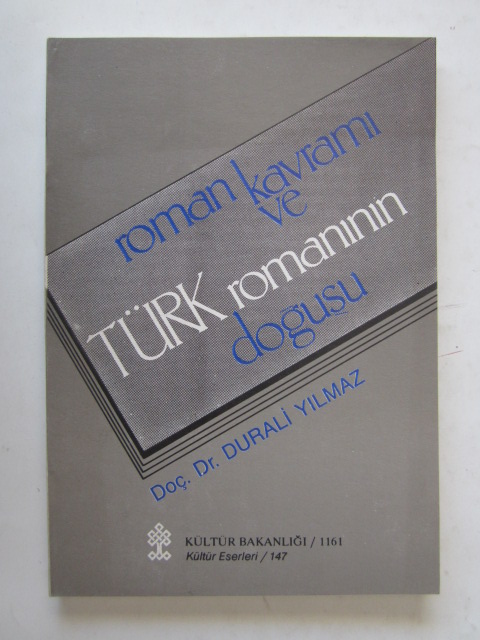 roman kavramı
ve
TÜRK romanının
doğuşu
Doç. Dr. DURALİ YILMAZ
KÜLTÜR BAKANLIĞI / 1161
Kültür Eserleri / 147